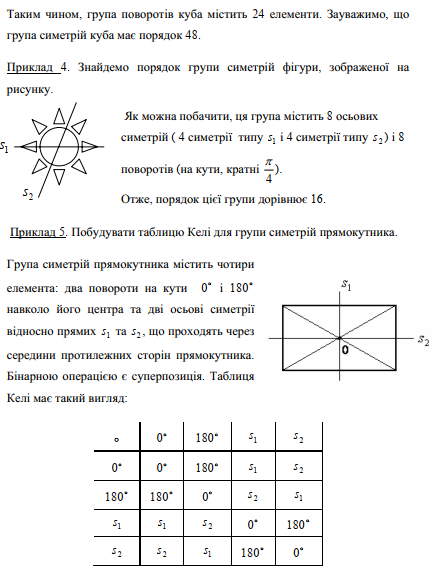 Таким чином, група поворотів куба містить 24 елементи. Зауважимо, що
група симетрій куба має порядок 48.
Приклад 4. Знайдемо порядок групи симетрій фігури, зображеної на
рисунку.
s₁
s₂
Як можна побачити, ця група містить 8 осьових
симетрій ( 4 симетрії типу s₁ і 4 симетрії типу s₂) і 8
поворотів (на кути, кратні π/4).
Отже, порядок цієї групи дорівнює 16.
Приклад 5. Побудувати таблицю Келі для групи симетрій прямокутника.
Група симетрій прямокутника містить чотири
елемента: два повороти на кути 0° і 180°
навколо його центра та дві осьові симетрії
відносно прямих s₁ та s₂, що проходять через
середини протилежних сторін прямокутника.
Бінарною операцією є суперпозиція. Таблиця
Келі має такий вигляд:
s₁
s₂
0
∘ 0° 180° s₁ s₂
0° 0° 180° s₁ s₂
180° 180° 0° s₂ s₁
s₁ s₁ s₂ 0° 180°
s₂ s₂ s₁ 180° 0°